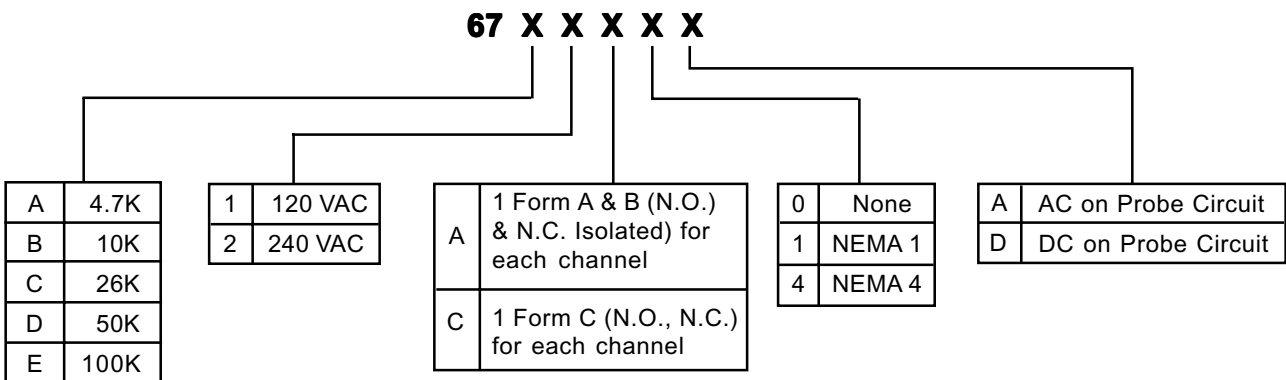 67 X X X X X
A 4.7K
B 10K
C 26K
D 50K
E 100K
1 120 VAC
2 240 VAC
A 1 Form A & B (N.O.)
& N.C. Isolated) for
each channel
C 1 Form C (N.O., N.C.)
for each channel
0 None
1 NEMA 1
4 NEMA 4
A AC on Probe Circuit
D DC on Probe Circuit